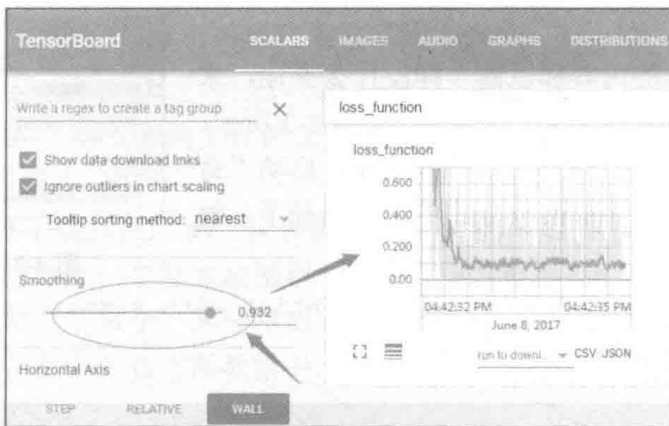 TensorBoard
SCALARS IMAGES AUDIO GRAPHS DISTRIBUTIONS
Write a regex to create a tag group
Show data download links
Ignore outliers in chart scaling
Tooltip sorting method: nearest
Smoothing
0.932
Horizontal Axis
STEP RELATIVE WALL
loss_function
loss_function
0.600
0.400
0.200
0.00
04:42:32 PM 04:42:35 PM
June 8, 2017
run to downl... CSV JSON